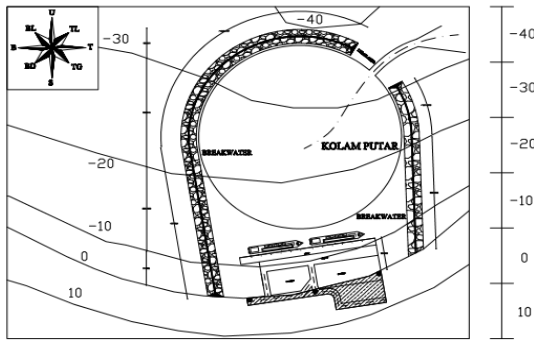 U
BL TL
B T
BD TG
S
-40
-30
-20
-10
0
10
BREAKWATER
KOLAM PUTAR
BREAKWATER
-40
-30
-20
-10
0
10